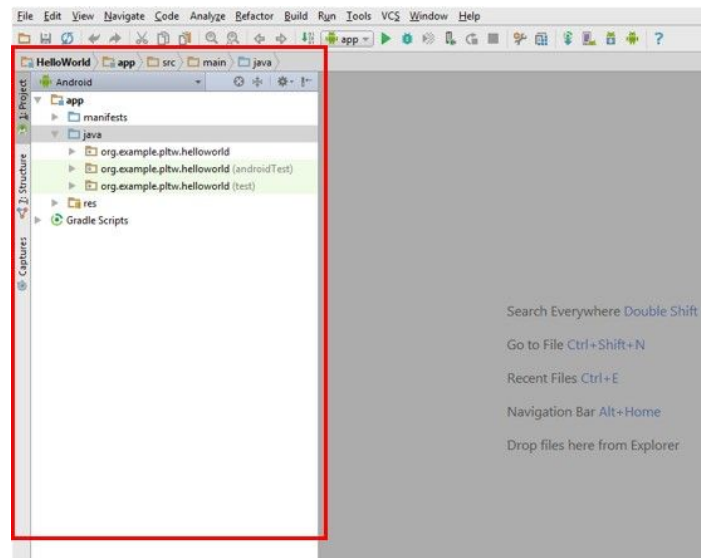 File Edit View Navigate Code Analyze Refactor Build Run Tools VCS Window Help
app
HelloWorld app src main java
1: Project
Android
app
manifests
java
org.example.pltw.helloworld
org.example.pltw.helloworld (androidTest)
org.example.pltw.helloworld (test)
res
Gradle Scripts
Z: Structure
Captures
Search Everywhere Double Shift
Go to File Ctrl+Shift+N
Recent Files Ctrl+E
Navigation Bar Alt+Home
Drop files here from Explorer